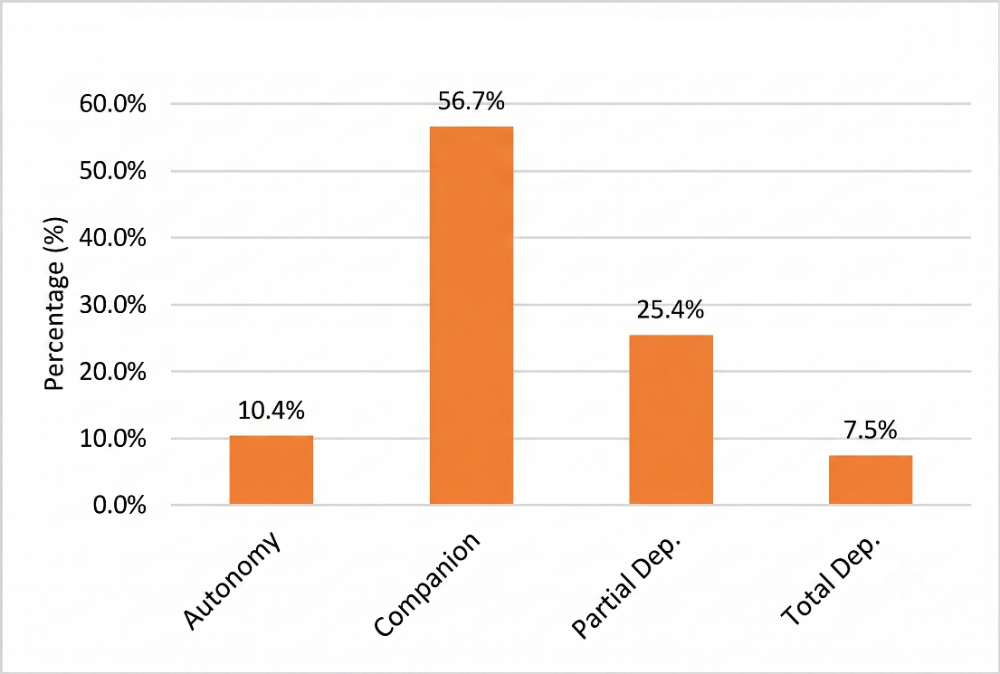 60.0%
50.0%
40.0%
30.0%
20.0%
10.0%
0.0%
Percentage (%)
10.4%
56.7%
25.4%
7.5%
Autonomy
Companion
Partial Dep.
Total Dep.